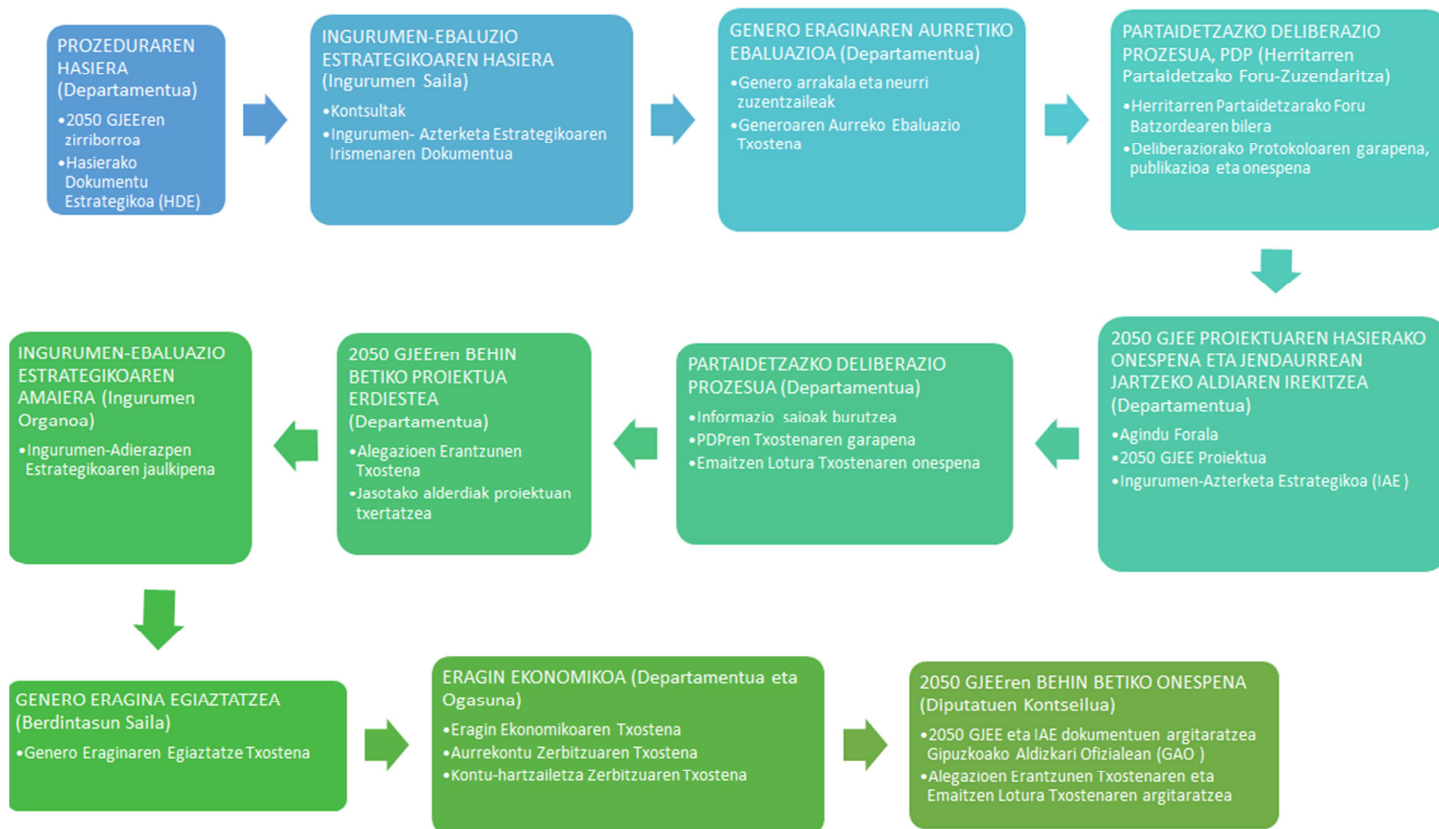 PROZEDURAREN
HASIERA
(Departamentua)
•2050 GJEEren
zirriborroa
•Hasierako
Dokumentu
Estrategikoa (HDE)
INGURUMEN-EBALUZIO
ESTRATEGIKOAREN HASIERA
(Ingurumen Saila)
•Kontsultak
•Ingurumen- Azterketa Estrategikoaren
Irismenaren Dokumentua
GENERO ERAGINAREN AURRETIKO
EBALUAZIOA (Departamentua)
•Genero arrakala eta neurri
zuzentzaileak
•Generoaren Aurreko Ebaluazio
Txostena
PARTAIDETZAZKO DELIBERAZIO
PROZESUA, PDP (Herritarren
Partaidetzako Foru-Zuzendaritza)
•Herritarren Partaidetzarako Foru
Batzordearen bilera
•Deliberaziorako Protokoloaren garapena,
publikazioa eta onespena
2050 GJEE PROIEKTUAREN HASIERAKO
ONESPENA ETA JENDAURREAN
JARTZEKO ALDIAREN IREKITZEA
(Departamentua)
•Agindu Forala
•2050 GJEE Proiektua
•Ingurumen-Azterketa Estrategikoa (IAE)
PARTAIDETZAZKO DELIBERAZIO
PROZESUA (Departamentua)
•Informazio saioak burutzea
•PDPren Txostenaren garapena
•Emaitzen Lotura Txostenaren onespena
2050 GJEEren BEHIN
BETIKO PROIEKTUA
ERDIESTEA
(Departamentua)
•Alegazioen Erantzunen
Txostena
•Jasotako alderdiak proiektuan
txertatzea
INGURUMEN-EBALUAZIO
ESTRATEGIKOAREN
AMAIERA (Ingurumen
Organoa)
•Ingurumen-Adierazpen
Estrategikoaren jaulkipena
GENERO ERAGINA EGIAZTATZEA
(Berdintasun Saila)
•Genero Eraginaren Egiaztatze Txostena
ERAGIN EKONOMIKOA (Departamentua eta
Ogasuna)
•Eragin Ekonomikoaren Txostena
•Aurrekontu Zerbitzuaren Txostena
•Kontu-hartzailetza Zerbitzuaren Txostena
2050 GJEEren BEHIN BETIKO ONESPENA
(Diputatuen Kontseilua)
•2050 GJEE eta IAE dokumentuen argitaratzea
Gipuzkoako Aldizkari Ofizialean (GAO )
•Alegazioen Erantzunen Txostenaren eta
Emaitzen Lotura Txostenaren argitaratzea